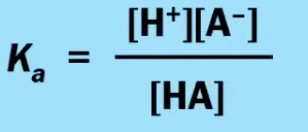 Kₐ = [H⁺][A⁻]
[HA]